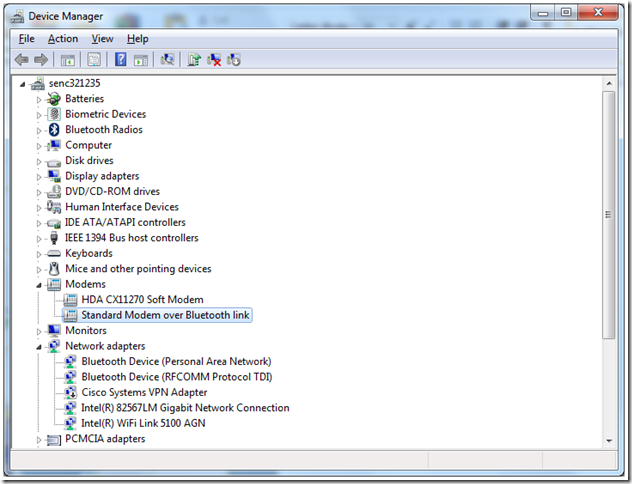 Device Manager
File Action View Help
senc321235
Batteries
Biometric Devices
Bluetooth Radios
Computer
Disk drives
Display adapters
DVD/CD-ROM drives
Human Interface Devices
IDE ATA/ATAPI controllers
IEEE 1394 Bus host controllers
Keyboards
Mice and other pointing devices
Modems
HDA CX11270 Soft Modem
Standard Modem over Bluetooth link
Monitors
Network adapters
Bluetooth Device (Personal Area Network)
Bluetooth Device (RFCOMM Protocol TDI)
Cisco Systems VPN Adapter
Intel(R) 82567LM Gigabit Network Connection
Intel(R) WiFi Link 5100 AGN
PCMCIA adapters